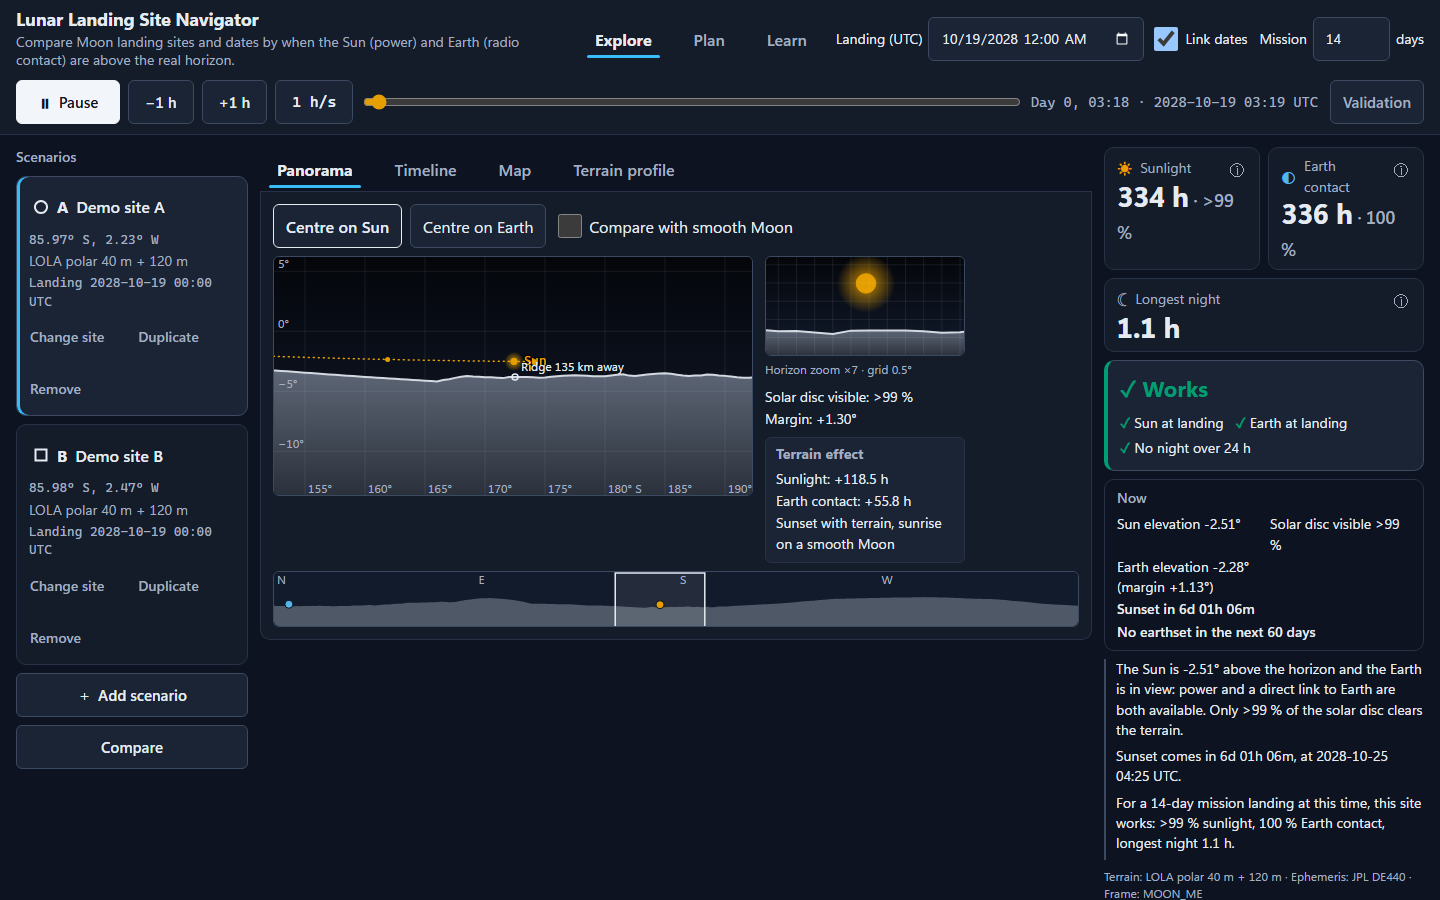 Lunar Landing Site Navigator
Compare Moon landing sites and dates by when the Sun (power) and Earth (radio
contact) are above the real horizon.
Explore
Plan
Learn
Landing (UTC)
10/19/2028 12:00 AM
Link dates
Mission
14
days
Pause
−1 h
+1 h
1 h/s
Day 0, 03:18 · 2028-10-19 03:19 UTC
Validation
Scenarios
A Demo site A
85.97° S, 2.23° W
LOLA polar 40 m + 120 m
Landing 2028-10-19 00:00
UTC
Change site
Duplicate
Remove
B Demo site B
85.98° S, 2.47° W
LOLA polar 40 m + 120 m
Landing 2028-10-19 00:00
UTC
Change site
Duplicate
Remove
+ Add scenario
Compare
Panorama
Timeline
Map
Terrain profile
Centre on Sun
Centre on Earth
Compare with smooth Moon
5°
0°
−5°
−10°
Sun
Ridge 135 km away
155°
160°
165°
170°
175°
180° S
185°
190°
Horizon zoom ×7 · grid 0.5°
Solar disc visible: >99 %
Margin: +1.30°
Terrain effect
Sunlight: +118.5 h
Earth contact: +55.8 h
Sunset with terrain, sunrise
on a smooth Moon
N
E
S
W
Sunlight
334 h · >99
%
Earth
contact
336 h · 100
%
Longest night
1.1 h
✓ Works
✓ Sun at landing ✓ Earth at landing
✓ No night over 24 h
Now
Sun elevation -2.51°
Solar disc visible >99
%
Earth elevation -2.28°
(margin +1.13°)
Sunset in 6d 01h 06m
No earthset in the next 60 days
The Sun is -2.51° above the horizon and the Earth
is in view: power and a direct link to Earth are
both available. Only >99 % of the solar disc clears
the terrain.
Sunset comes in 6d 01h 06m, at 2028-10-25
04:25 UTC.
For a 14-day mission landing at this time, this site
works: >99 % sunlight, 100 % Earth contact,
longest night 1.1 h.
Terrain: LOLA polar 40 m + 120 m · Ephemeris: JPL DE440 ·
Frame: MOON_ME